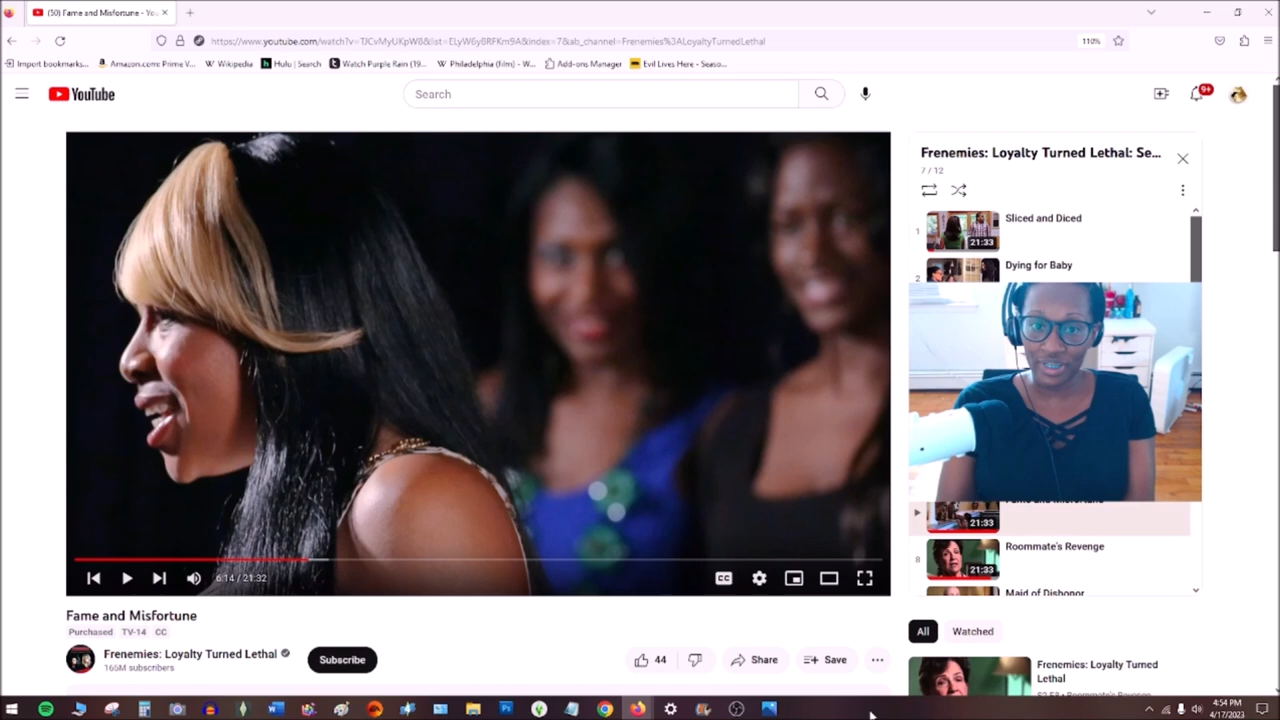 (50) Fame and Misfortune - You
https://www.youtube.com/watch?v=TJCvMyUKpW8&list=ELyW6y6RFKm9A&index=7&ab_channel=Frenemies%3ALoyaltyTurnedLethal
110%
Import bookmarks...
Amazon.com: Prime V...
Wikipedia
Hulu | Search
Watch Purple Rain (19...
Philadelphia (film) - W...
Add-ons Manager
Evil Lives Here - Seaso...
YouTube
Search
9+
Frenemies: Loyalty Turned Lethal: Se...
7 / 12
1
Sliced and Diced
21:33
2
Dying for Baby
21:33
8
Roommate's Revenge
21:33
Maid of Dishonor
6:14 / 21:32
CC
Fame and Misfortune
Purchased TV-14 CC
Frenemies: Loyalty Turned Lethal
165M subscribers
Subscribe
44
Share
Save
All
Watched
Frenemies: Loyalty Turned
Lethal
4:54 PM
4/17/2023